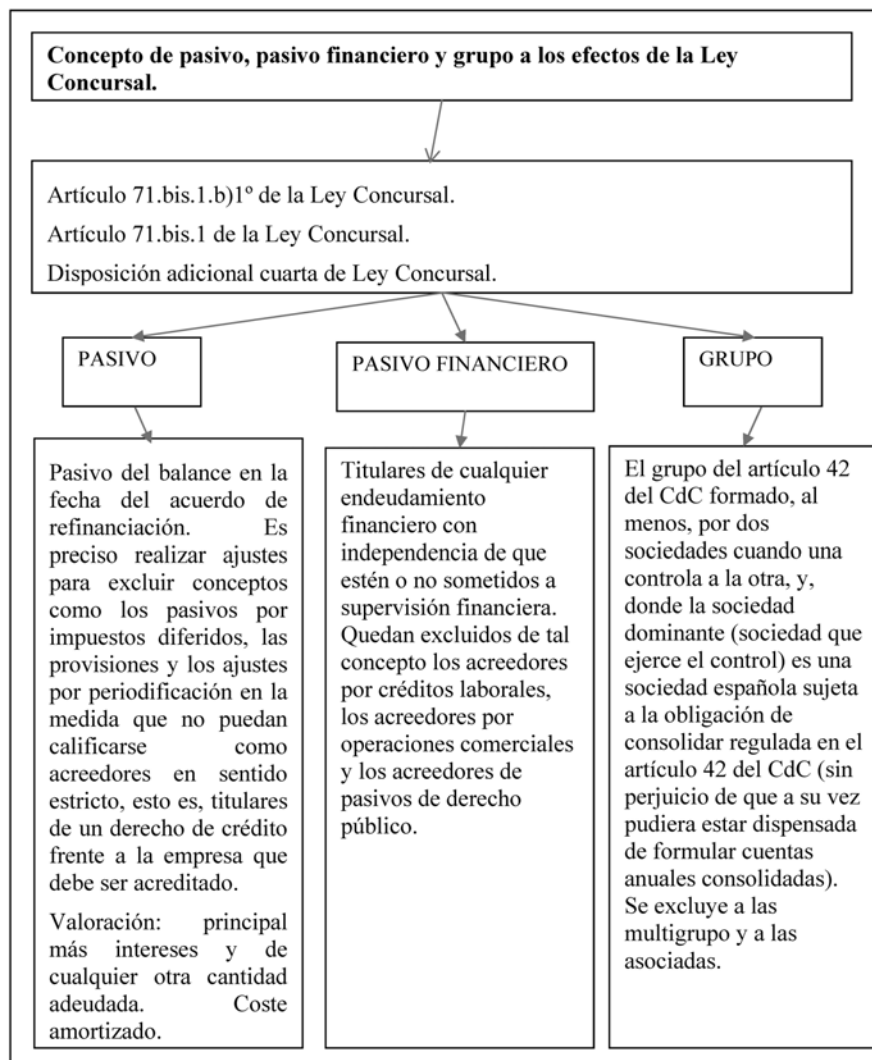 Concepto de pasivo, pasivo financiero y grupo a los efectos de la Ley
Concursal.
Artículo 71.bis.1.b)1º de la Ley Concursal.
Artículo 71.bis.1 de la Ley Concursal.
Disposición adicional cuarta de Ley Concursal.
PASIVO
PASIVO FINANCIERO
GRUPO
Pasivo del balance en la
fecha del acuerdo de
refinanciación. Es
preciso realizar ajustes
para excluir conceptos
como los pasivos por
impuestos diferidos, las
provisiones y los ajustes
por periodificación en la
medida que no puedan
calificarse como
acreedores en sentido
estricto, esto es, titulares
de un derecho de crédito
frente a la empresa que
debe ser acreditado.
Valoración: principal
más intereses y de
cualquier otra cantidad
adeudada. Coste
amortizado.
Titulares de cualquier
endeudamiento
financiero con
independencia de que
estén o no sometidos a
supervisión financiera.
Quedan excluidos de tal
concepto los acreedores
por créditos laborales,
los acreedores por
operaciones comerciales
y los acreedores de
pasivos de derecho
público.
El grupo del artículo 42
del CdC formado, al
menos, por dos
sociedades cuando una
controla a la otra, y,
donde la sociedad
dominante (sociedad que
ejerce el control) es una
sociedad española sujeta
a la obligación de
consolidar regulada en el
artículo 42 del CdC (sin
perjuicio de que a su vez
pudiera estar dispensada
de formular cuentas
anuales consolidadas).
Se excluye a las
multigrupo y a las
asociadas.